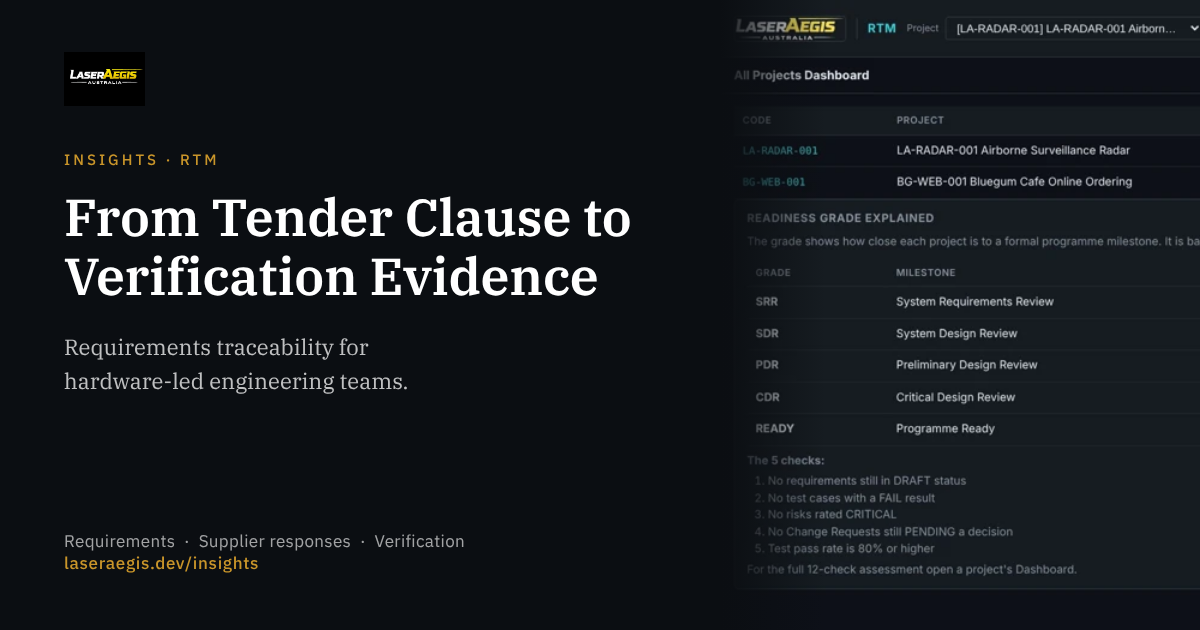 LASERAEGIS
AUSTRALIA
INSIGHTS · RTM
From Tender Clause to
Verification Evidence
Requirements traceability for
hardware-led engineering teams.
Requirements · Supplier responses · Verification
laseraegis.dev/insights
LASERAEGIS
AUSTRALIA
RTM Project [LA-RADAR-001] LA-RADAR-001 Airborn...
All Projects Dashboard
CODE PROJECT
LA-RADAR-001 LA-RADAR-001 Airborne Surveillance Radar
BG-WEB-001 BG-WEB-001 Bluegum Cafe Online Ordering
READINESS GRADE EXPLAINED
The grade shows how close each project is to a formal programme milestone. It is ba
GRADE MILESTONE
SRR System Requirements Review
SDR System Design Review
PDR Preliminary Design Review
CDR Critical Design Review
READY Programme Ready
The 5 checks:
1. No requirements still in DRAFT status
2. No test cases with a FAIL result
3. No risks rated CRITICAL
4. No Change Requests still PENDING a decision
5. Test pass rate is 80% or higher
For the full 12-check assessment open a project's Dashboard.